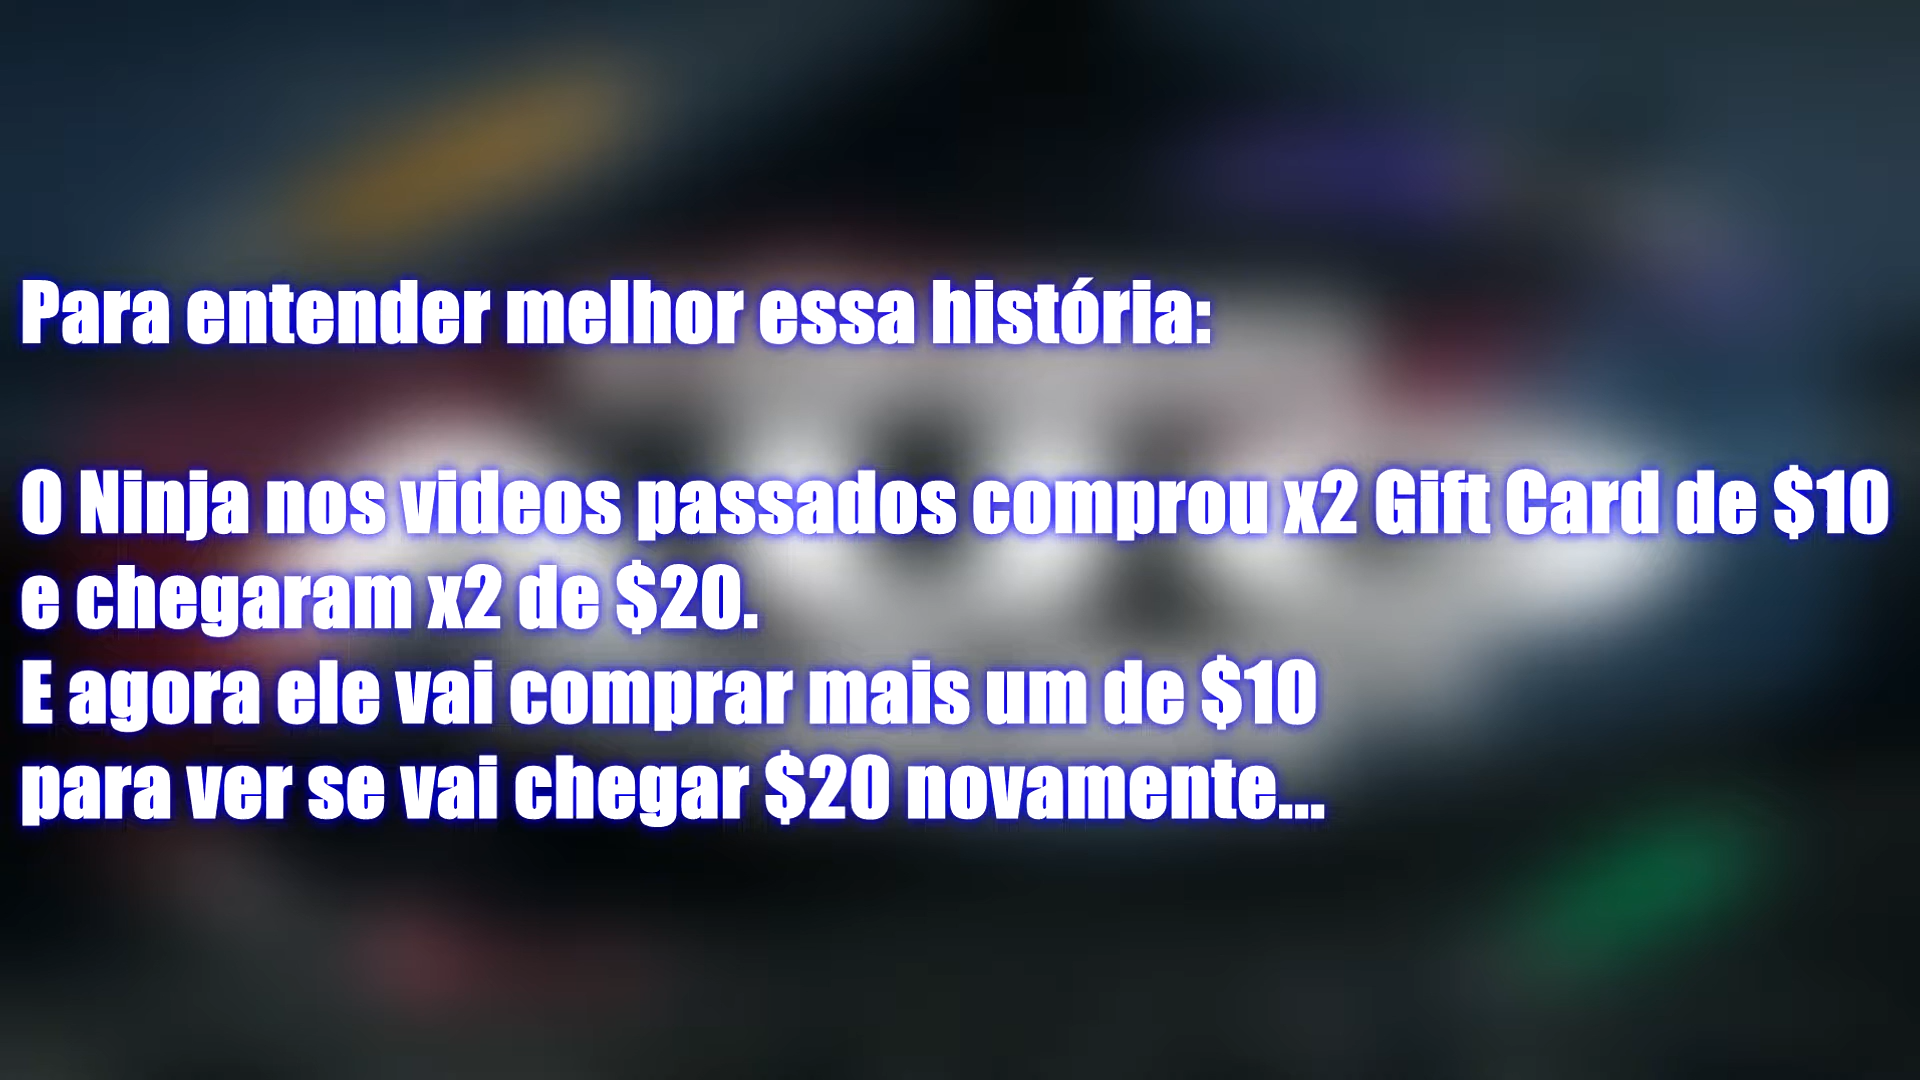 Para entender melhor essa história:
O Ninja nos videos passados comprou x2 Gift Card de $10
e chegaram x2 de $20.
E agora ele vai comprar mais um de $10
para ver se vai chegar $20 novamente...